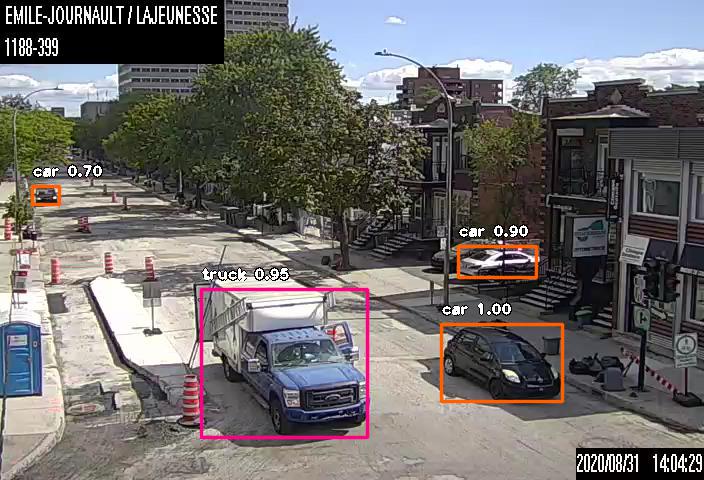 EMILE-JOURNAULT / LAJEUNESSE
1188-399
car 0.70
car 0.90
truck 0.95
car 1.00
2020/08/31 14:04:29